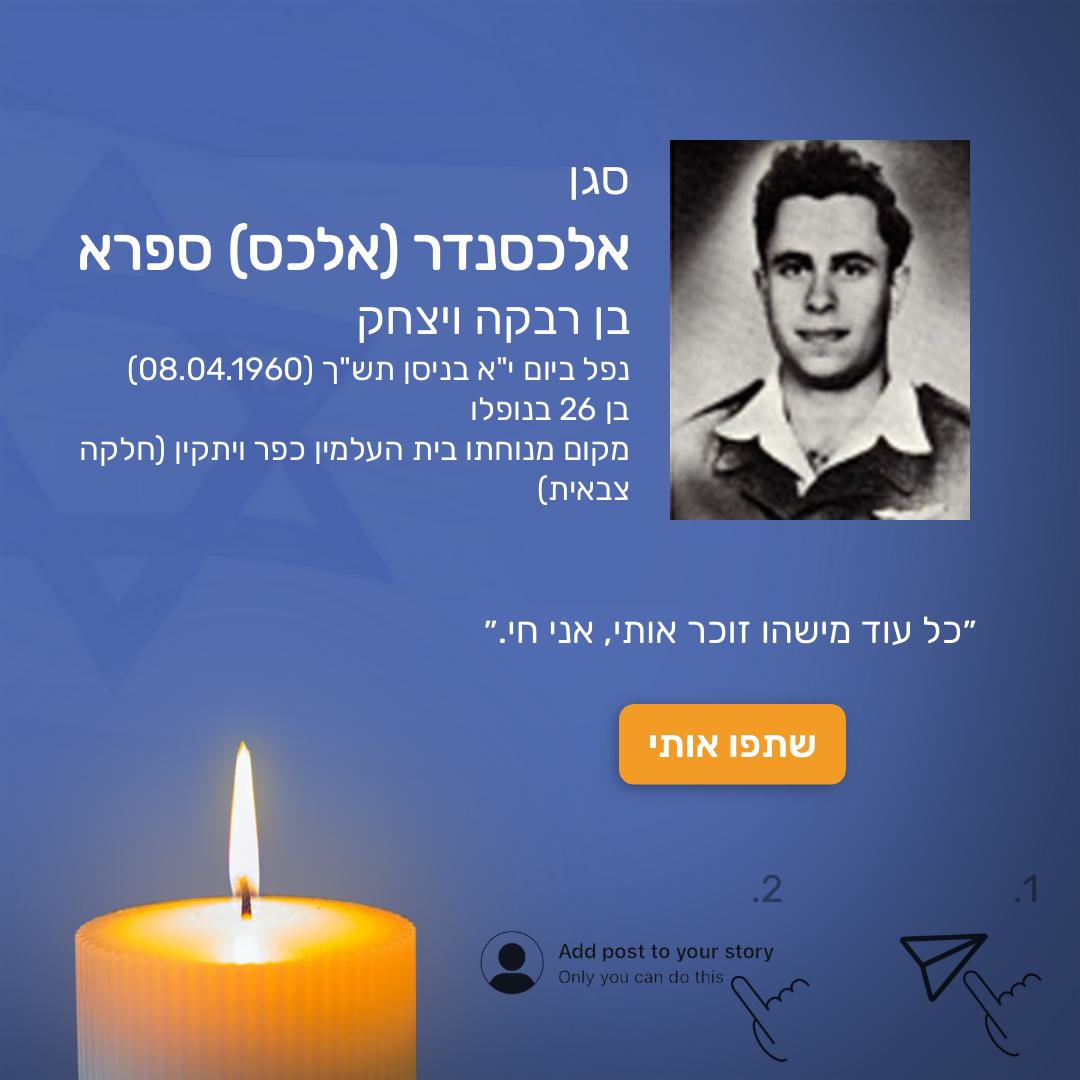 סגן
אלכסנדר (אלכס) ספרא
בן רבקה ויצחק
נפל ביום י"א בניסן תש"ך (08.04.1960)
בן 26 בנופלו
מקום מנוחתו בית העלמין כפר ויתקין (חלקה
צבאית)
״כל עוד מישהו זוכר אותי, אני חי.״
שתפו אותי
1.
2.
Add post to your story
Only you can do this